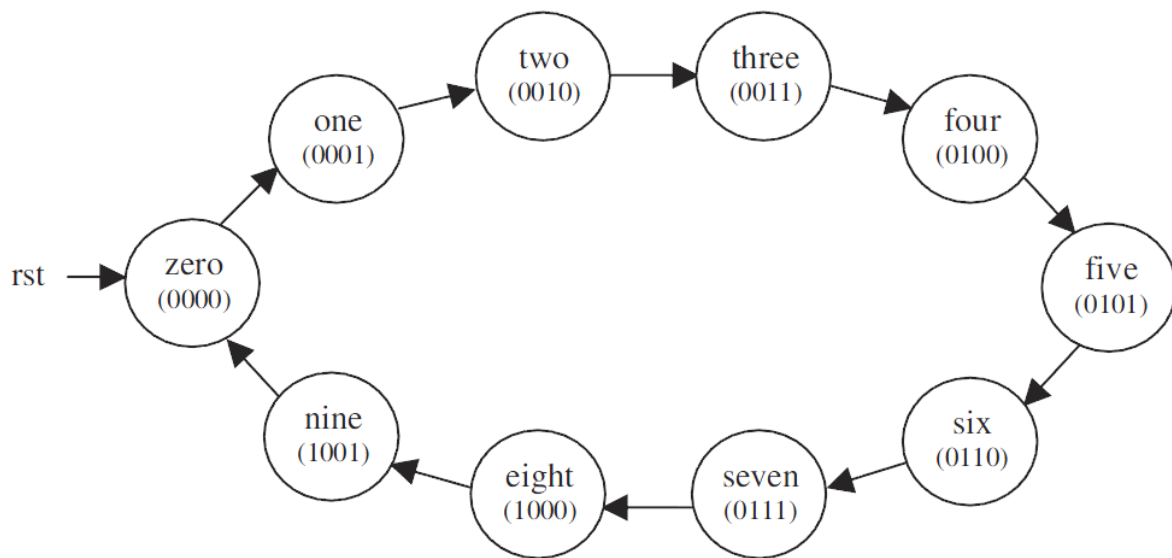 rst
zero
(0000)
one
(0001)
two
(0010)
three
(0011)
four
(0100)
five
(0101)
six
(0110)
seven
(0111)
eight
(1000)
nine
(1001)